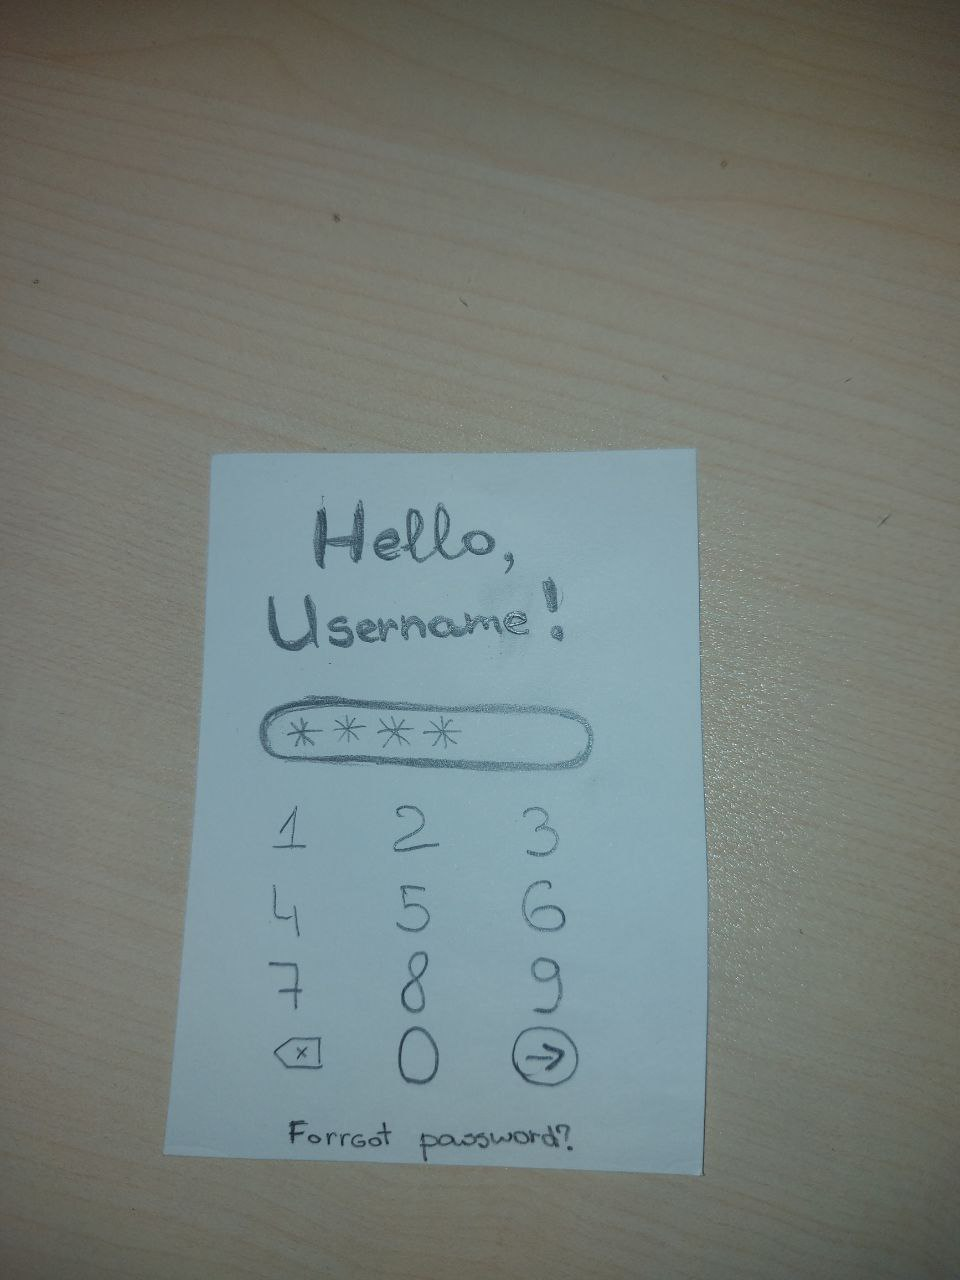 Hello,
Username!
* * * *
1 2 3
4 5 6
7 8 9
x 0 →
Forrgot password?